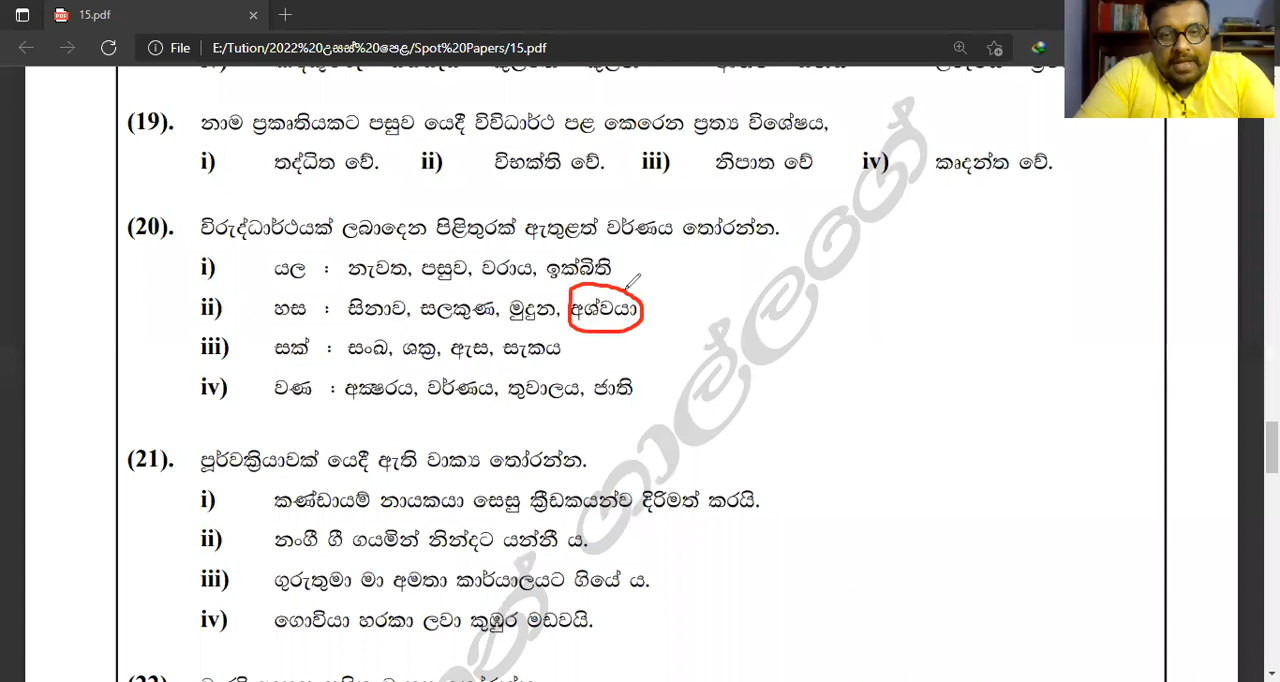 15.pdf
File E:/Tution/2022%20උසස්%20පෙළ/Spot%20Papers/15.pdf
(19). නාම ප්‍රකෘතියකට පසුව යෙදී විවිධාර්ථ පළ කෙරෙන ප්‍රත්‍ය විශේෂය,
i) තද්ධිත වේ. ii) විභක්ති වේ. iii) නිපාත වේ iv) කෘදන්ත වේ.
(20). විරුද්ධාර්ථයක් ලබාදෙන පිළිතුරක් ඇතුළත් වර්ණය තෝරන්න.
i) යල : නැවත, පසුව, වරාය, ඉක්බිති
ii) හස : සිනාව, සලකුණ, මුදුන, අශ්වයා
iii) සක් : සංඛ, ශක්‍ර, ඇස, සැකය
iv) වණ : අක්‍ෂරය, වර්ණය, තුවාලය, ජාති
(21). පූර්වක්‍රියාවක් යෙදී ඇති වාක්‍ය තෝරන්න.
i) කණ්ඩායම් නායකයා සෙසු ක්‍රීඩකයන්ව දිරිමත් කරයි.
ii) නංගී ගී ගයමින් නින්දට යන්නී ය.
iii) ගුරුතුමා මා අමතා කාර්යාලයට ගියේ ය.
iv) ගොවියා හරකා ලවා කුඹුර මඩවයි.